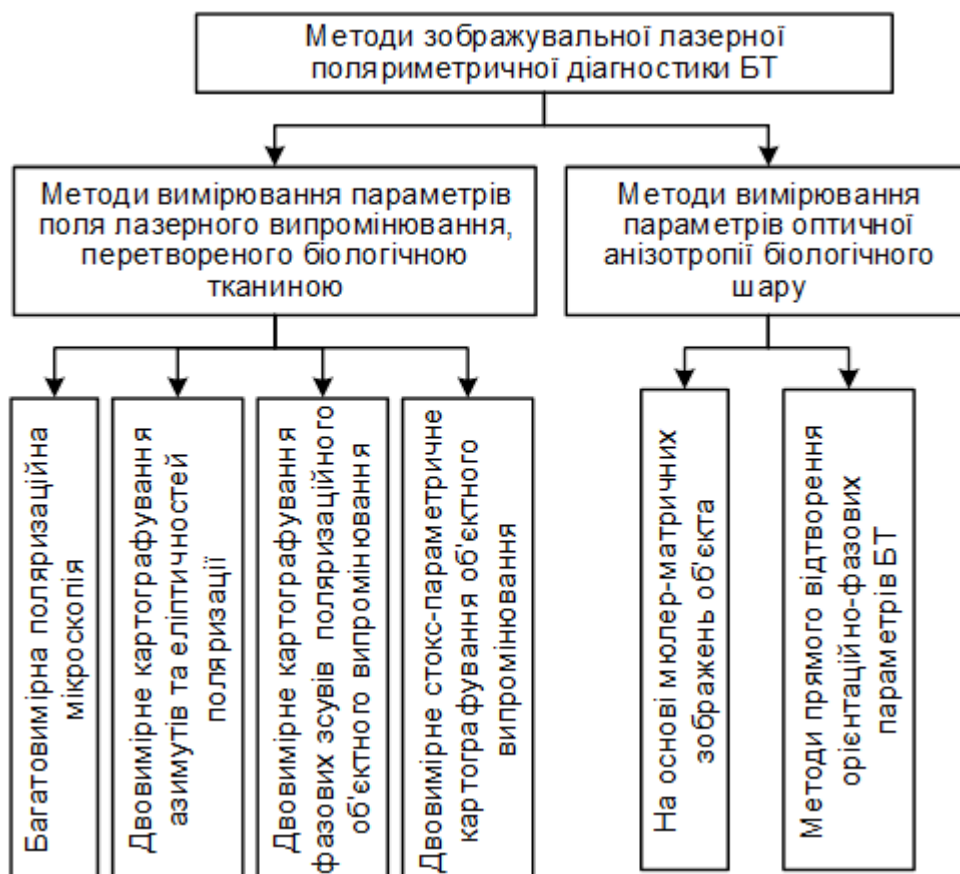 Методи зображувальної лазерної
поляриметричної діагностики БТ
Методи вимірювання параметрів
поля лазерного випромінювання,
перетвореного біологічною
тканиною
Методи вимірювання
параметрів оптичної
анізотропії біологічного
шару
Багатовимірна поляризаційна
мікроскопія
Двовимірне картографування
азимутів та еліптичностей
поляризації
Двовимірне картографування
фазових зсувів поляризаційного
об'єктного випромінювання
Двовимірне стокс-параметричне
картографування об'єктного
випромінювання
На основі мюлер-матричних
зображень об'єкта
Методи прямого відтворення
орієнтаційно-фазових
параметрів БТ